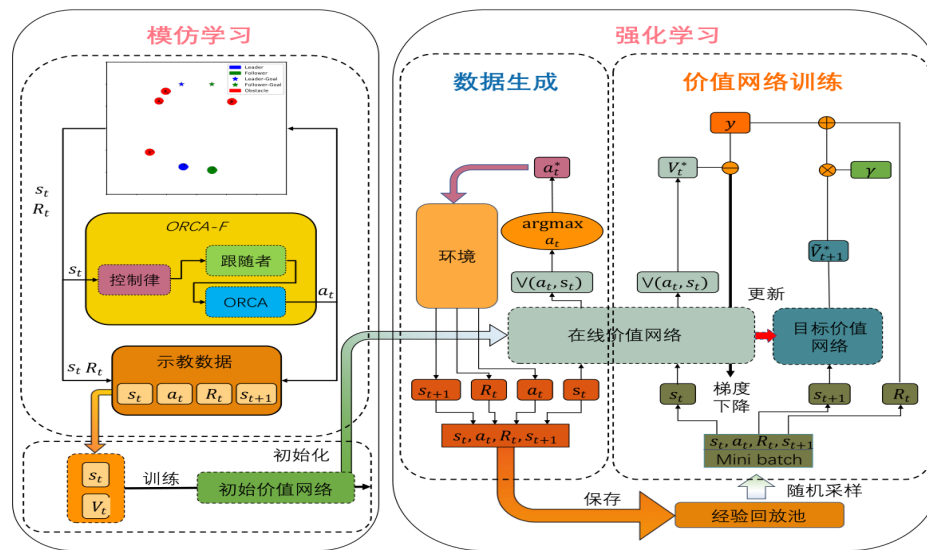 模仿学习
Leader
Follower
Leader-Goal
Follower-Goal
Obstacle
s_t
R_t
ORCA-F
s_t
控制律
跟随者
ORCA
a_t
s_t R_t
示教数据
s_t a_t R_t s_{t+1}
s_t
V_t
训练
初始价值网络
初始化
强化学习
数据生成
a_t^*
环境
argmax
a_t
V(a_t, s_t)
在线价值网络
s_{t+1} R_t a_t s_t
s_t, a_t, R_t, s_{t+1}
保存
经验回放池
价值网络训练
y
V_t^*
γ
Ṽ_{t+1}^*
V(a_t, s_t)
更新
目标价值
网络
梯度
下降
s_t s_{t+1} R_t
s_t, a_t, R_t, s_{t+1}
Mini batch
随机采样